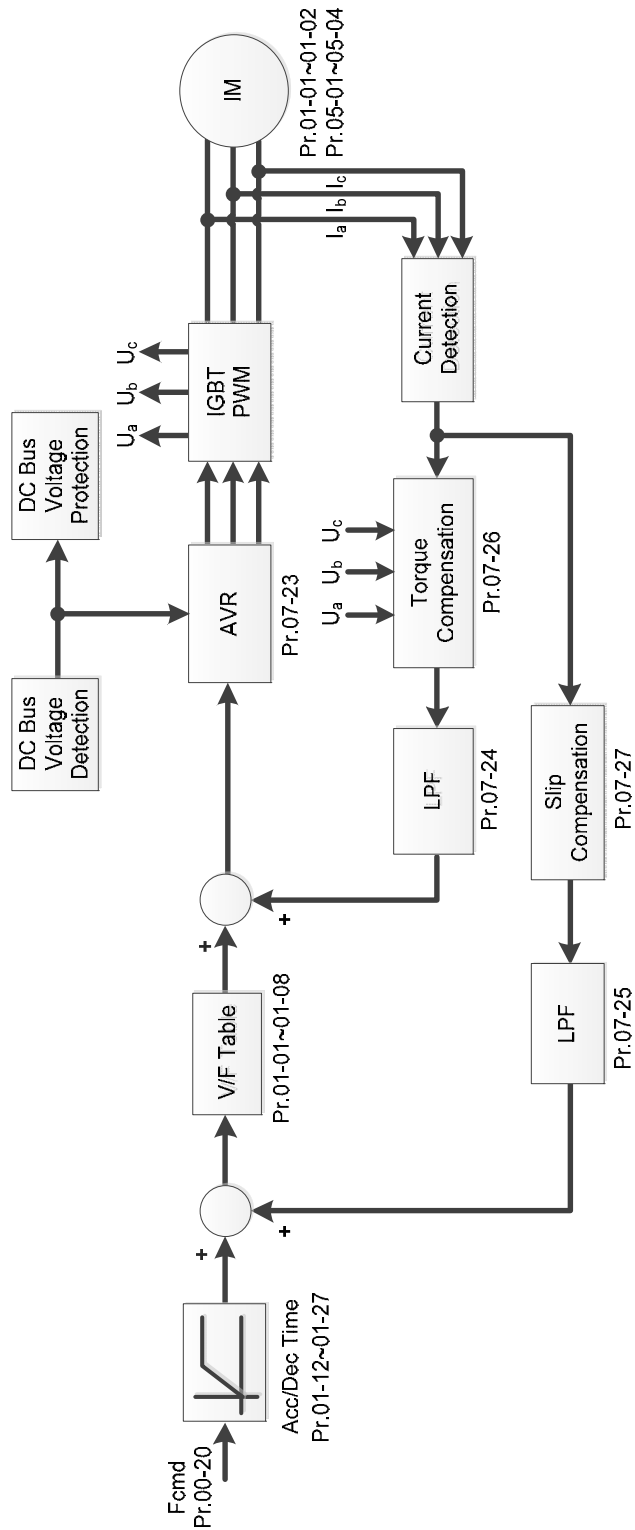 Fcmd
Pr.00-20
Acc/Dec Time
Pr.01-12~01-27
+
+
V/F Table
Pr.01-01~01-08
+
+
DC Bus
Voltage
Detection
DC Bus
Voltage
Protection
AVR
Pr.07-23
Ua
Ub
Uc
IGBT
PWM
IM
Pr.01-01~01-02
Pr.05-01~05-04
Ia
Ib
Ic
Current
Detection
Ua
Ub
Uc
Torque
Compensation
Pr.07-26
LPF
Pr.07-24
Slip
Compensation
Pr.07-27
LPF
Pr.07-25